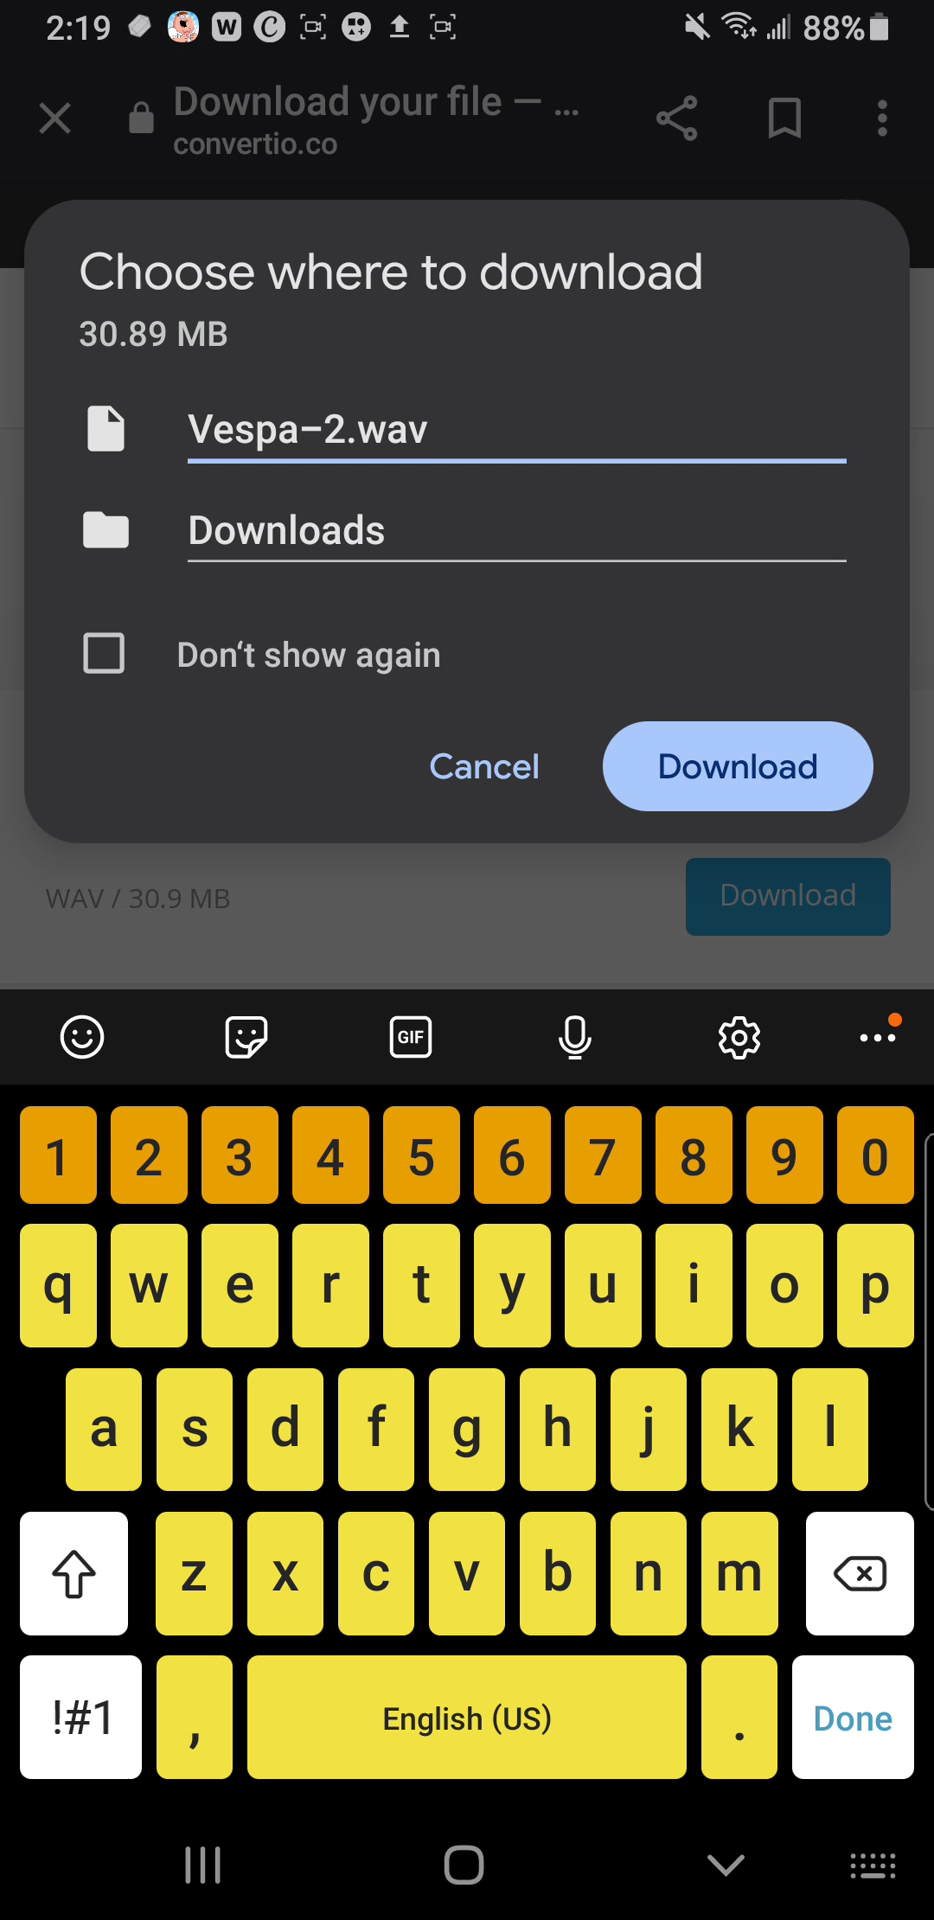 2:19 W C 88%
Download your file — ...
convertio.co
Choose where to download
30.89 MB
Vespa-2.wav
Downloads
Don‘t show again
Cancel Download
WAV / 30.9 MB Download
GIF
1 2 3 4 5 6 7 8 9 0
q w e r t y u i o p
a s d f g h j k l
z x c v b n m
!#1 , English (US) . Done